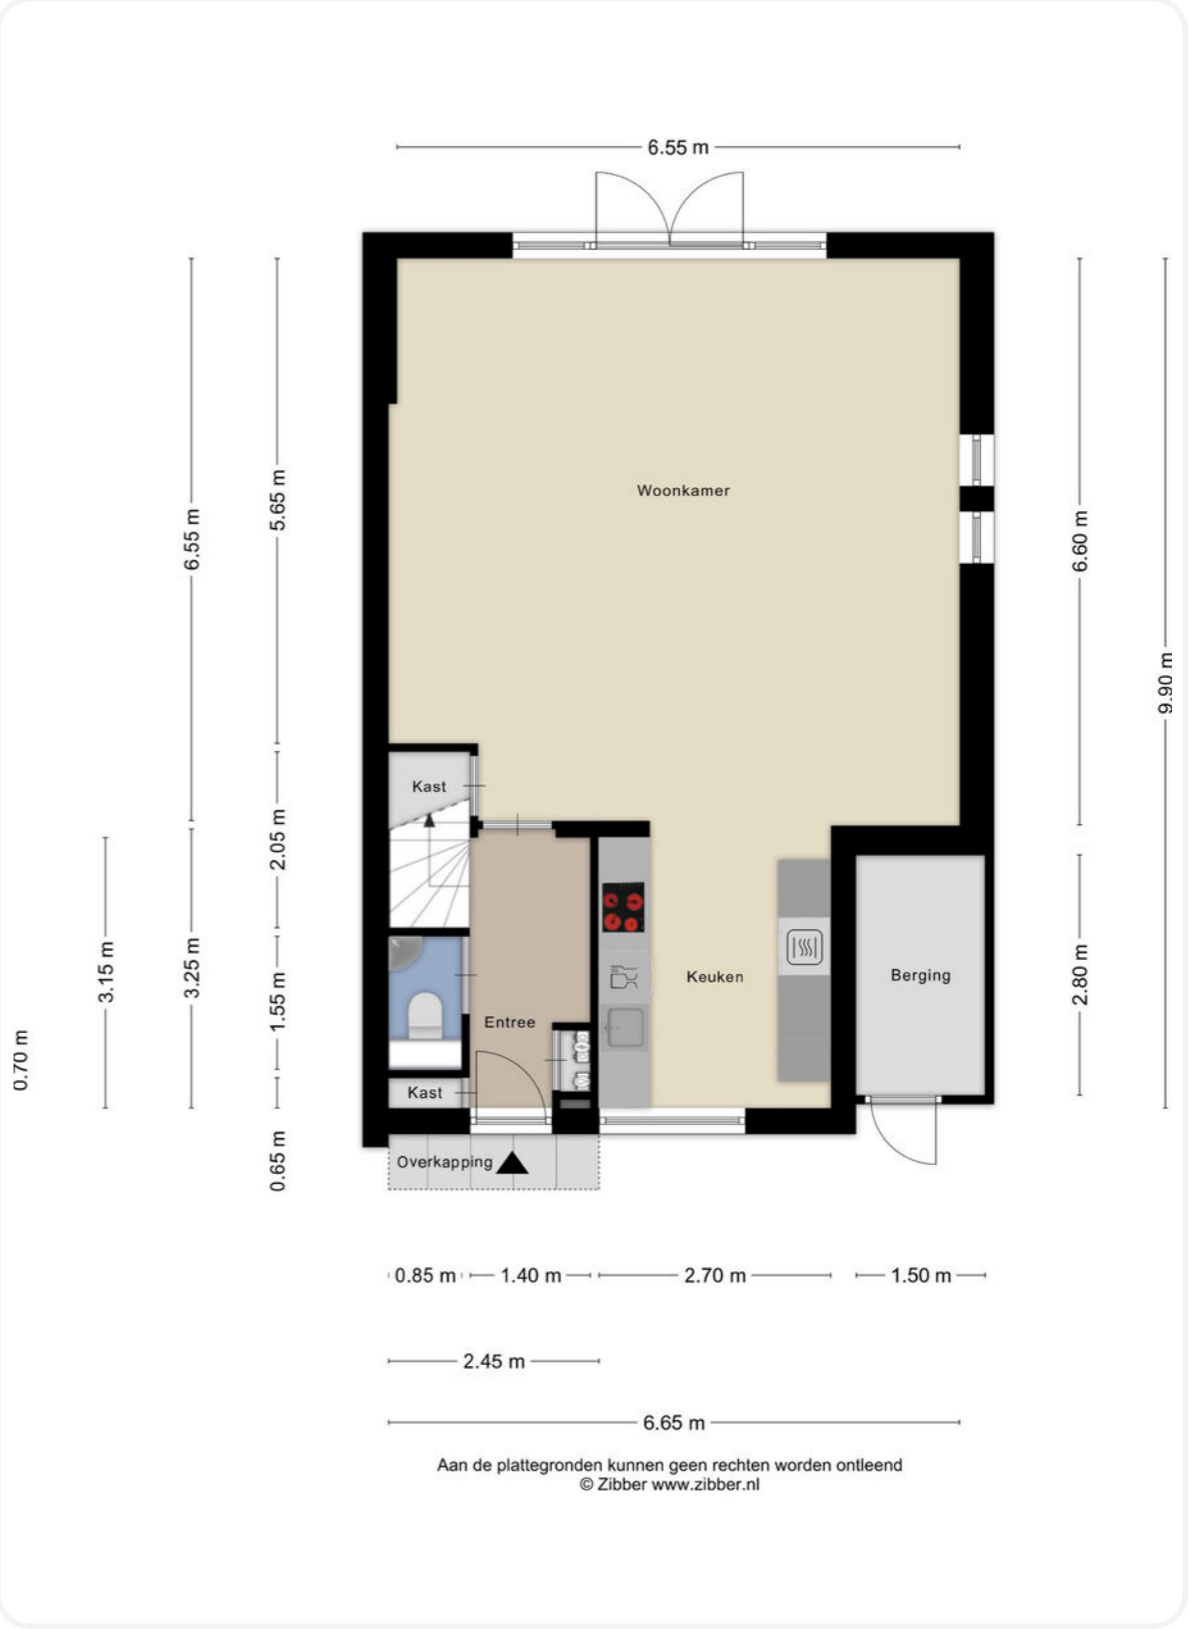 6.55 m
5.65 m
6.55 m
Woonkamer
6.60 m
9.90 m
Kast
2.05 m
3.15 m
3.25 m
1.55 m
Keuken
Berging
2.80 m
Entree
0.70 m
Kast
0.65 m
Overkapping
0.85 m
1.40 m
2.70 m
1.50 m
2.45 m
6.65 m
Aan de plattegronden kunnen geen rechten worden ontleend
© Zibber www.zibber.nl